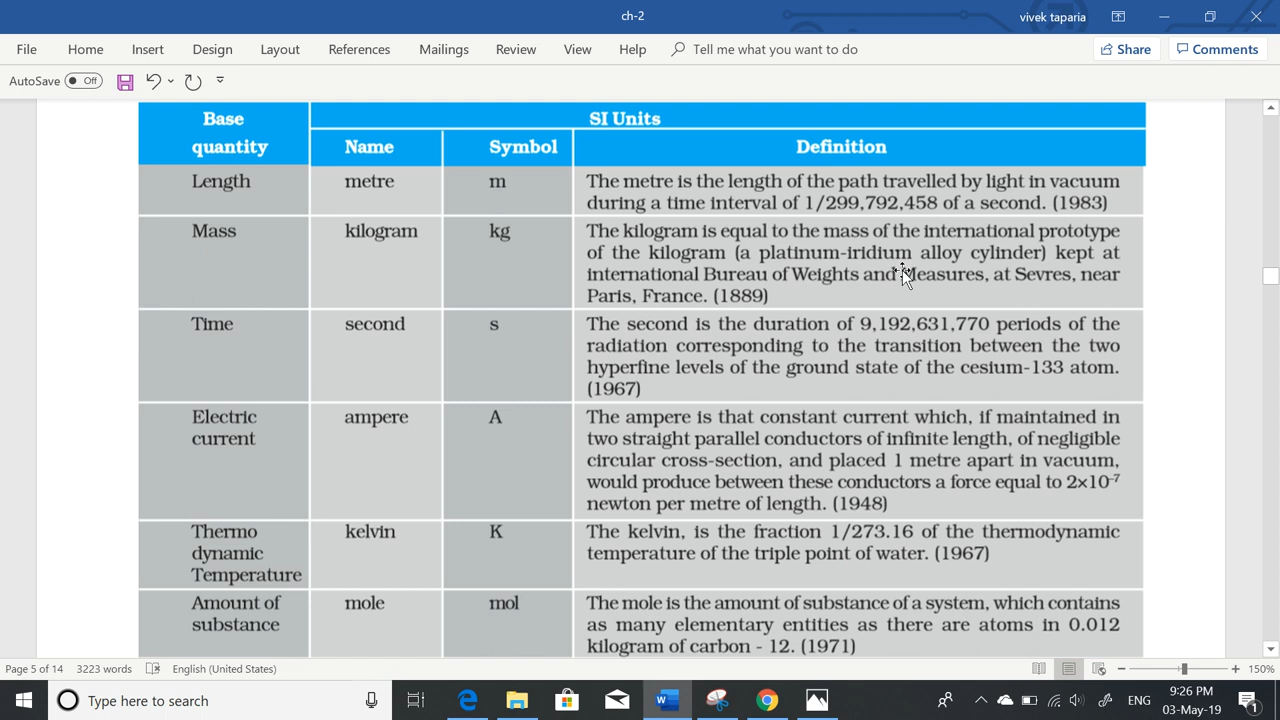 ch-2
vivek taparia
File Home Insert Design Layout References Mailings Review View Help Tell me what you want to do Share Comments
AutoSave Off
Base quantity
SI Units
Name Symbol Definition
Length metre m The metre is the length of the path travelled by light in vacuum
during a time interval of 1/299,792,458 of a second. (1983)
Mass kilogram kg The kilogram is equal to the mass of the international prototype
of the kilogram (a platinum-iridium alloy cylinder) kept at
international Bureau of Weights and Measures, at Sevres, near
Paris, France. (1889)
Time second s The second is the duration of 9,192,631,770 periods of the
radiation corresponding to the transition between the two
hyperfine levels of the ground state of the cesium-133 atom.
(1967)
Electric ampere A The ampere is that constant current which, if maintained in
current two straight parallel conductors of infinite length, of negligible
circular cross-section, and placed 1 metre apart in vacuum,
would produce between these conductors a force equal to 2×10⁻⁷
newton per metre of length. (1948)
Thermo kelvin K The kelvin, is the fraction 1/273.16 of the thermodynamic
dynamic temperature of the triple point of water. (1967)
Temperature
Amount of mole mol The mole is the amount of substance of a system, which contains
substance as many elementary entities as there are atoms in 0.012
kilogram of carbon - 12. (1971)
Page 5 of 14 3223 words English (United States) 150%
Type here to search ENG 9:26 PM
03-May-19 1